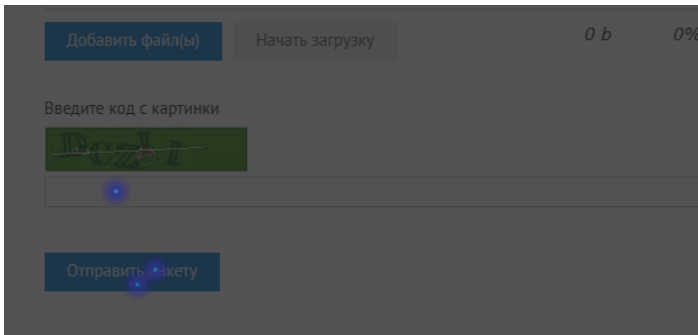 Добавить файл(ы) Начать загрузку 0 b 0%
Введите код с картинки
Отправить анкету